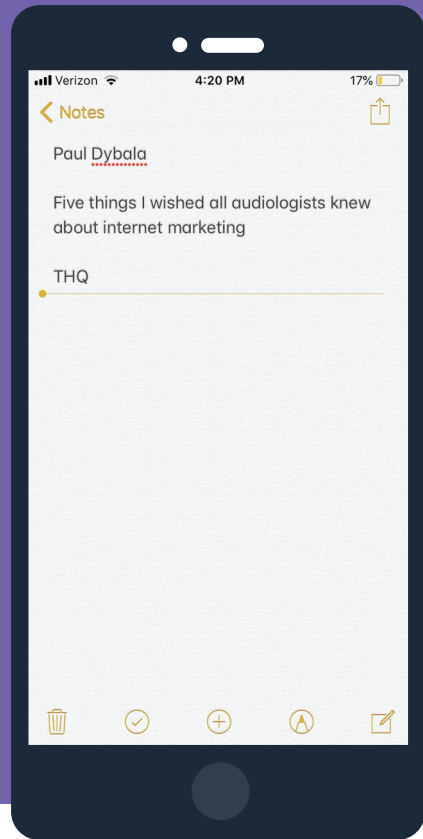 Verizon 4:20 PM 17%
Notes
Paul Dybala
Five things I wished all audiologists knew
about internet marketing
THQ